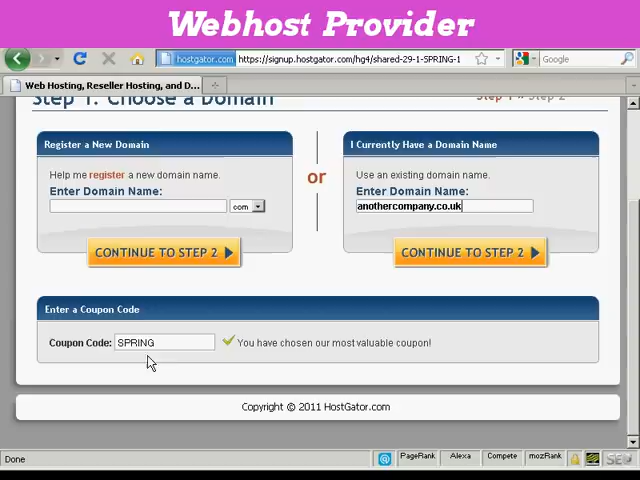 Webhost Provider
hostgator.com https://signup.hostgator.com/hg4/shared-29-1-SPRING-1
Google
Web Hosting, Reseller Hosting, and D...
Step 1: Choose a Domain
Step 1 » Step 2
Register a New Domain
Help me register a new domain name.
Enter Domain Name:
com
CONTINUE TO STEP 2
or
I Currently Have a Domain Name
Use an existing domain name.
Enter Domain Name:
anothercompany.co.uk
CONTINUE TO STEP 2
Enter a Coupon Code
Coupon Code: SPRING You have chosen our most valuable coupon!
Copyright © 2011 HostGator.com
Done
PageRank Alexa Compete mozRank